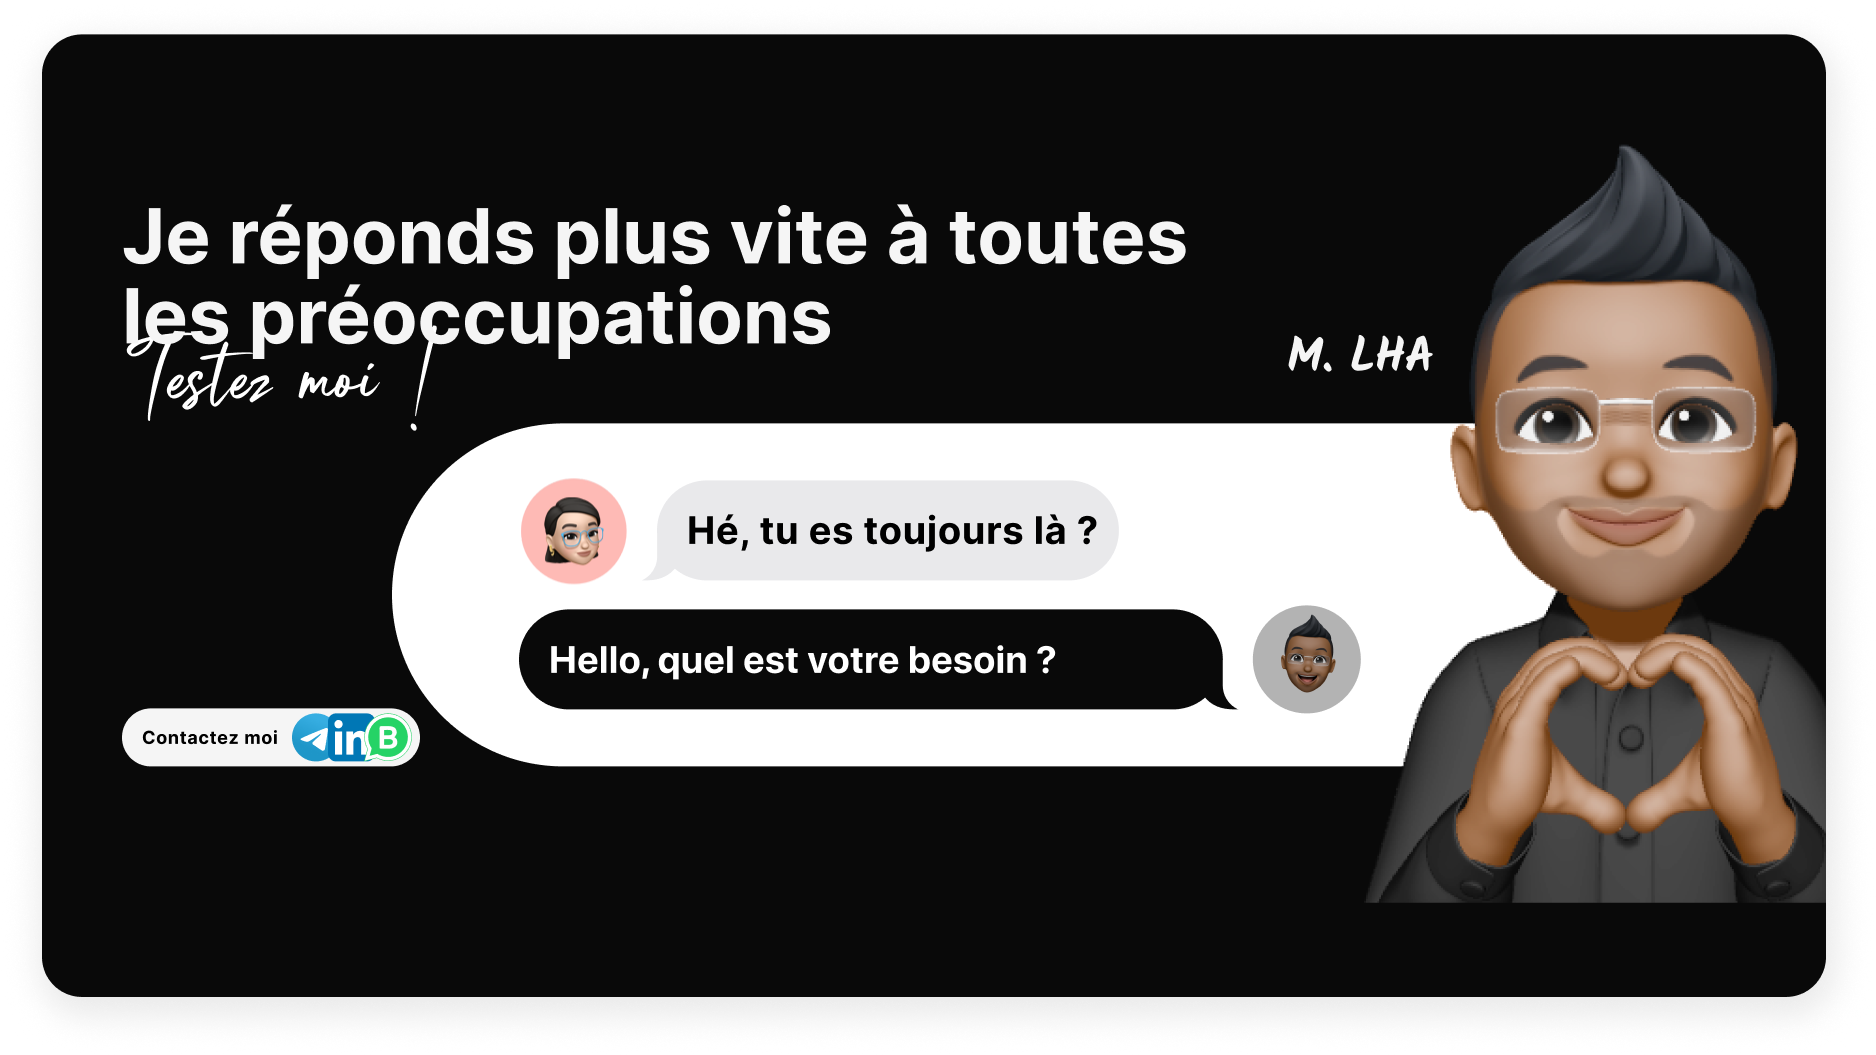 Je réponds plus vite à toutes
les préoccupations
Testez moi !
M. LHA
Hé, tu es toujours là ?
Hello, quel est votre besoin ?
Contactez moi
in
B